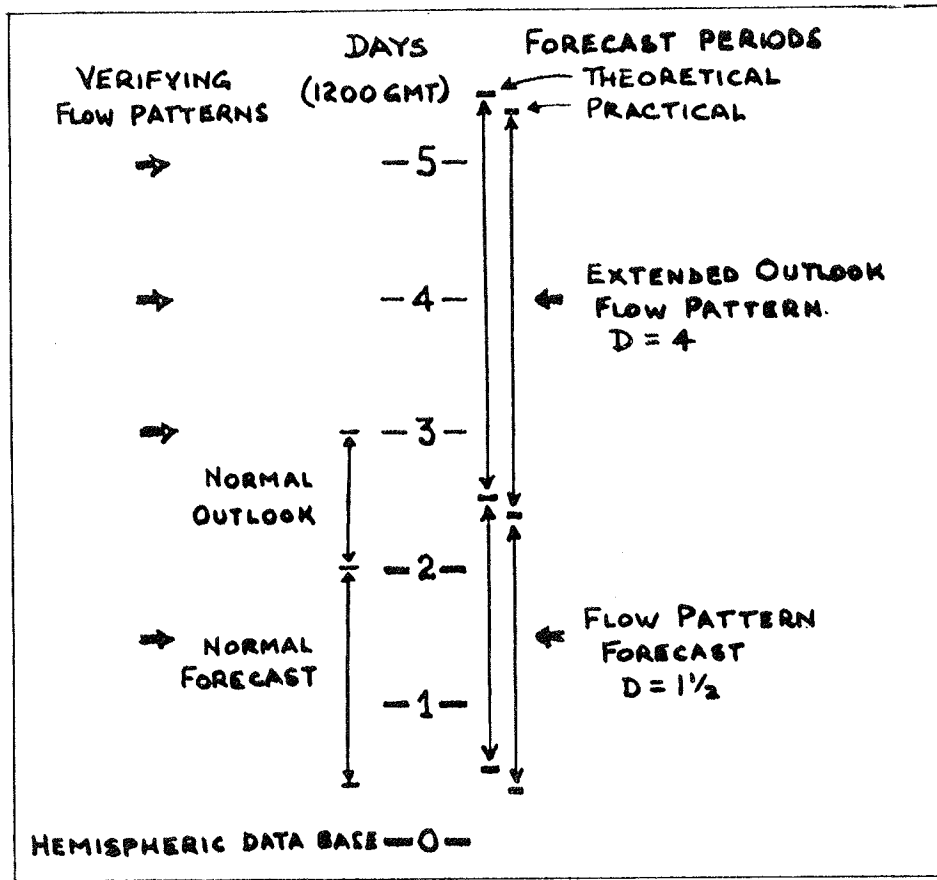 DAYS
(1200 GMT)
FORECAST PERIODS
THEORETICAL
PRACTICAL
VERIFYING
FLOW PATTERNS
—5—
—4—
EXTENDED OUTLOOK
FLOW PATTERN.
D = 4
—3—
NORMAL
OUTLOOK
—2—
NORMAL
FORECAST
FLOW PATTERN
FORECAST
D = 1½
—1—
HEMISPHERIC DATA BASE —0—